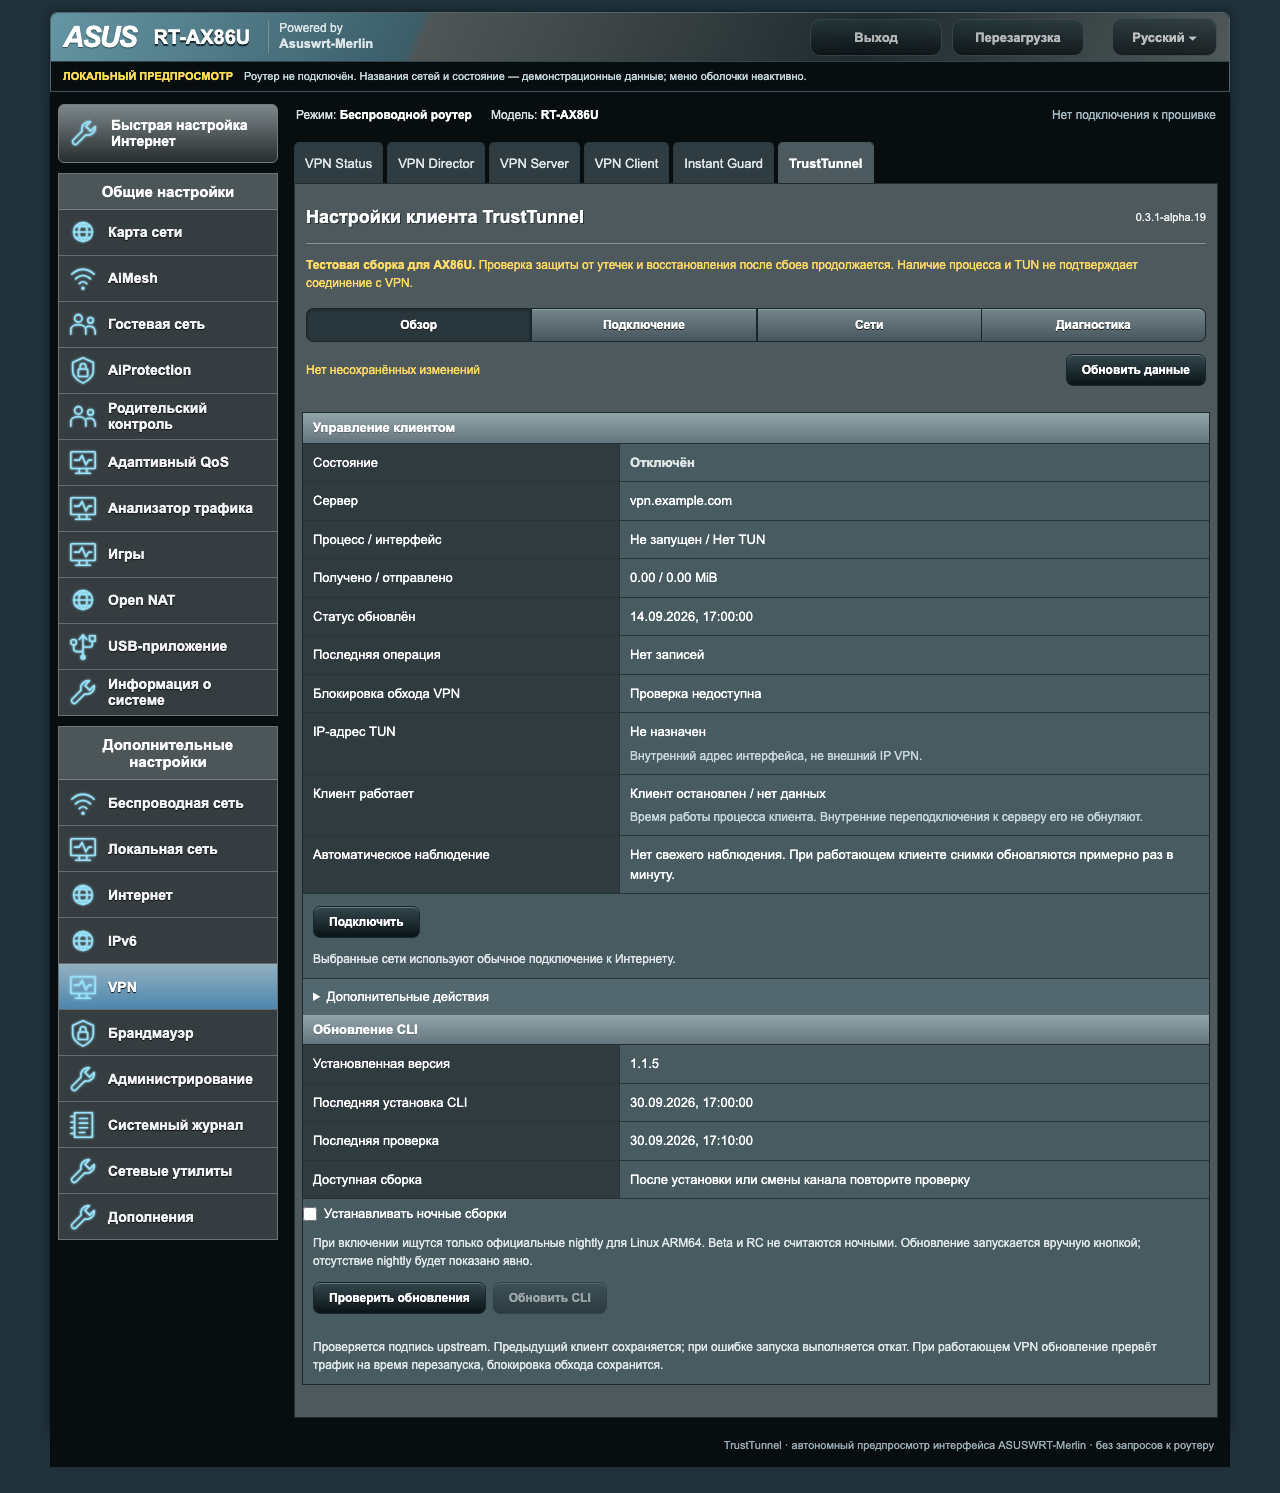 ASUS RT-AX86U
Powered by
Asuswrt-Merlin
Выход
Перезагрузка
Русский
ЛОКАЛЬНЫЙ ПРЕДПРОСМОТР Роутер не подключён. Названия сетей и состояние — демонстрационные данные; меню оболочки неактивно.
Быстрая настройка
Интернет
Общие настройки
Карта сети
AiMesh
Гостевая сеть
AiProtection
Родительский
контроль
Адаптивный QoS
Анализатор трафика
Игры
Open NAT
USB-приложение
Информация о
системе
Дополнительные
настройки
Беспроводная сеть
Локальная сеть
Интернет
IPv6
VPN
Брандмауэр
Администрирование
Системный журнал
Сетевые утилиты
Дополнения
Режим: Беспроводной роутер Модель: RT-AX86U
Нет подключения к прошивке
VPN Status
VPN Director
VPN Server
VPN Client
Instant Guard
TrustTunnel
Настройки клиента TrustTunnel
0.3.1-alpha.19
Тестовая сборка для AX86U. Проверка защиты от утечек и восстановления после сбоев продолжается. Наличие процесса и TUN не подтверждает
соединение с VPN.
Обзор
Подключение
Сети
Диагностика
Нет несохранённых изменений
Обновить данные
Управление клиентом
Состояние
Отключён
Сервер
vpn.example.com
Процесс / интерфейс
Не запущен / Нет TUN
Получено / отправлено
0.00 / 0.00 MiB
Статус обновлён
14.09.2026, 17:00:00
Последняя операция
Нет записей
Блокировка обхода VPN
Проверка недоступна
IP-адрес TUN
Не назначен
Внутренний адрес интерфейса, не внешний IP VPN.
Клиент работает
Клиент остановлен / нет данных
Время работы процесса клиента. Внутренние переподключения к серверу его не обнуляют.
Автоматическое наблюдение
Нет свежего наблюдения. При работающем клиенте снимки обновляются примерно раз в
минуту.
Подключить
Выбранные сети используют обычное подключение к Интернету.
Дополнительные действия
Обновление CLI
Установленная версия
1.1.5
Последняя установка CLI
30.09.2026, 17:00:00
Последняя проверка
30.09.2026, 17:10:00
Доступная сборка
После установки или смены канала повторите проверку
Устанавливать ночные сборки
При включении ищутся только официальные nightly для Linux ARM64. Beta и RC не считаются ночными. Обновление запускается вручную кнопкой;
отсутствие nightly будет показано явно.
Проверить обновления
Обновить CLI
Проверяется подпись upstream. Предыдущий клиент сохраняется; при ошибке запуска выполняется откат. При работающем VPN обновление прервёт
трафик на время перезапуска, блокировка обхода сохранится.
TrustTunnel · автономный предпросмотр интерфейса ASUSWRT-Merlin · без запросов к роутеру